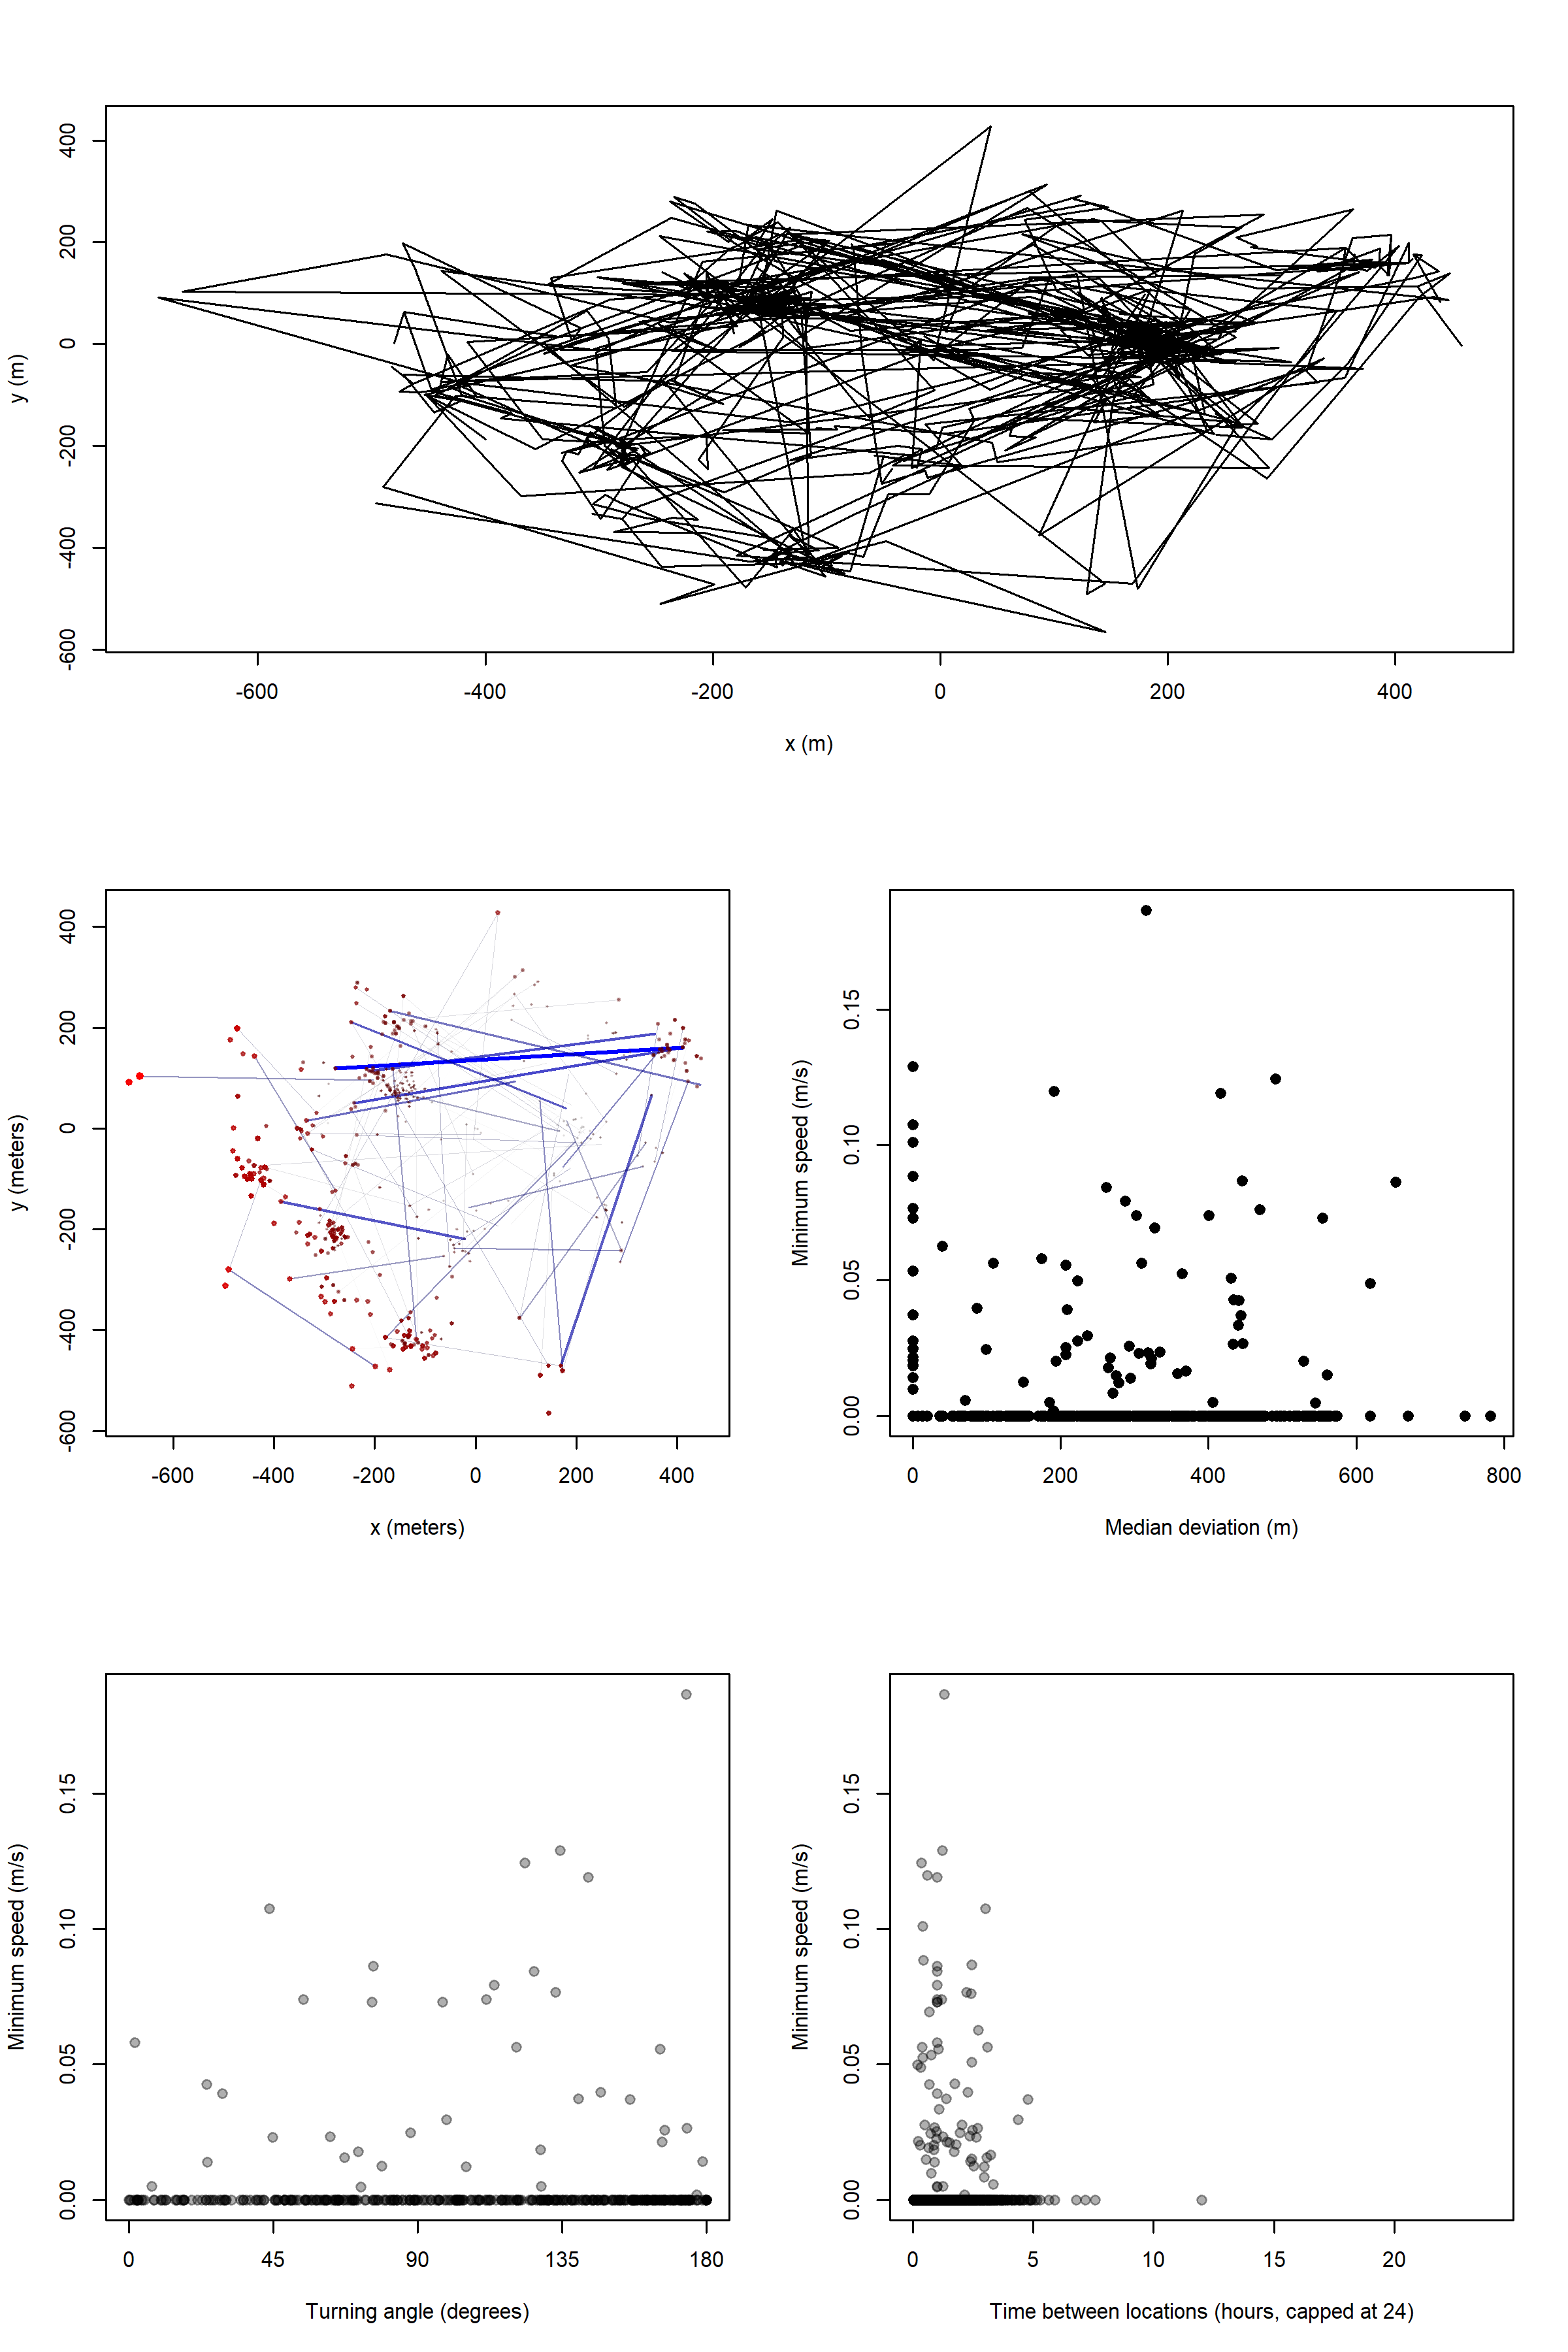 400
200
0
-200
-400
-600
y (m)
-600 -400 -200 0 200 400
x (m)
400
200
0
-200
-400
-600
y (meters)
-600 -400 -200 0 200 400
x (meters)
0.15
0.10
0.05
0.00
Minimum speed (m/s)
0 200 400 600 800
Median deviation (m)
0.15
0.10
0.05
0.00
Minimum speed (m/s)
0 45 90 135 180
Turning angle (degrees)
0.15
0.10
0.05
0.00
Minimum speed (m/s)
0 5 10 15 20
Time between locations (hours, capped at 24)